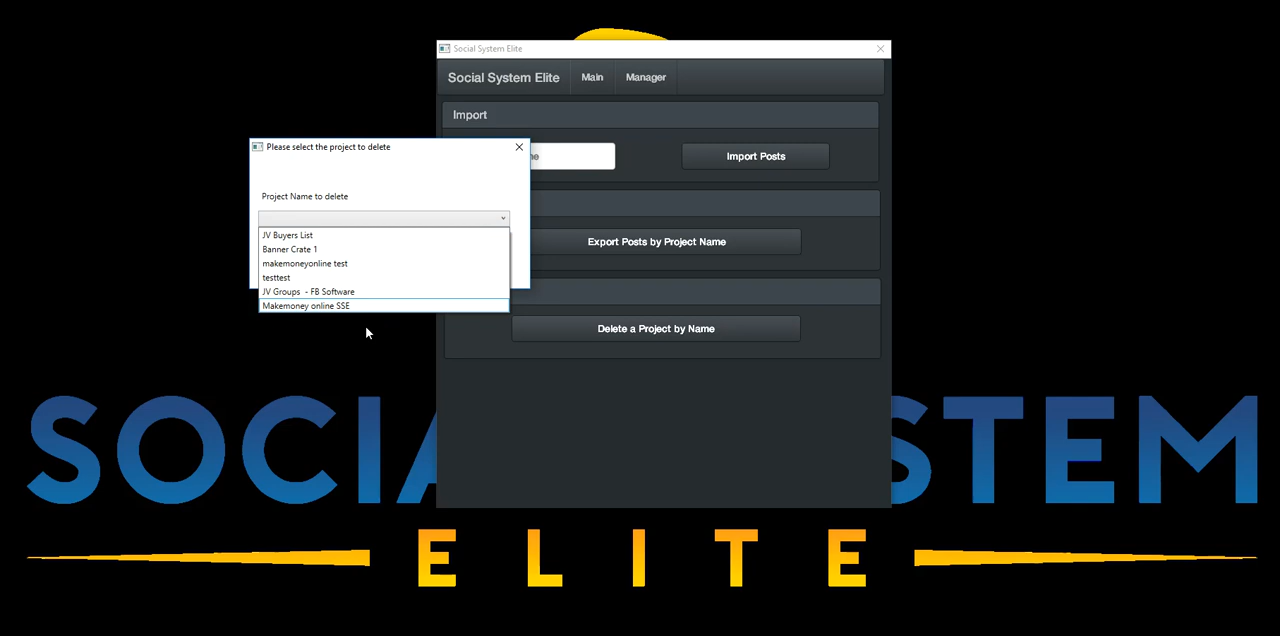 Social System Elite
Social System Elite
Main
Manager
Import
Import Posts
Please select the project to delete
Project Name to delete
JV Buyers List
Banner Crate 1
makemoneyonline test
testtest
JV Groups  - FB Software
Makemoney online SSE
Export Posts by Project Name
Delete a Project by Name
SOCIA STEM
ELITE